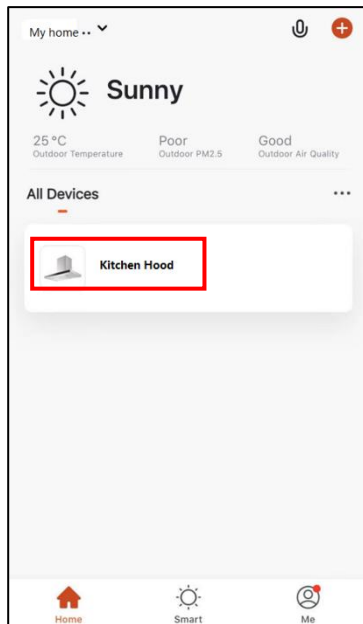 My home ..
Sunny
25 °C Poor Good
Outdoor Temperature Outdoor PM2.5 Outdoor Air Quality
All Devices
Kitchen Hood
Home Smart Me